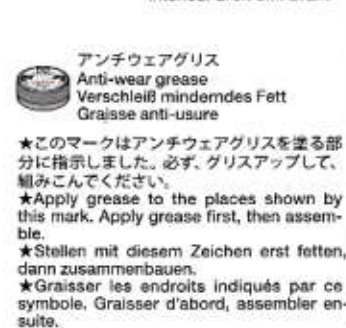 アンチウェアグリス
Anti-wear grease
Verschleiß minderndes Fett
Graisse anti-usure
★このマークはアンチウェアグリスを塗る部
分に指示しました。必ず、グリスアップして、
組みこんでください。
★Apply grease to the places shown by
this mark. Apply grease first, then assem-
ble.
★Stellen mit diesem Zeichen erst fetten,
dann zusammenbauen.
★Graisser les endroits indiqués par ce
symbole. Graisser d'abord, assembler en-
suite.